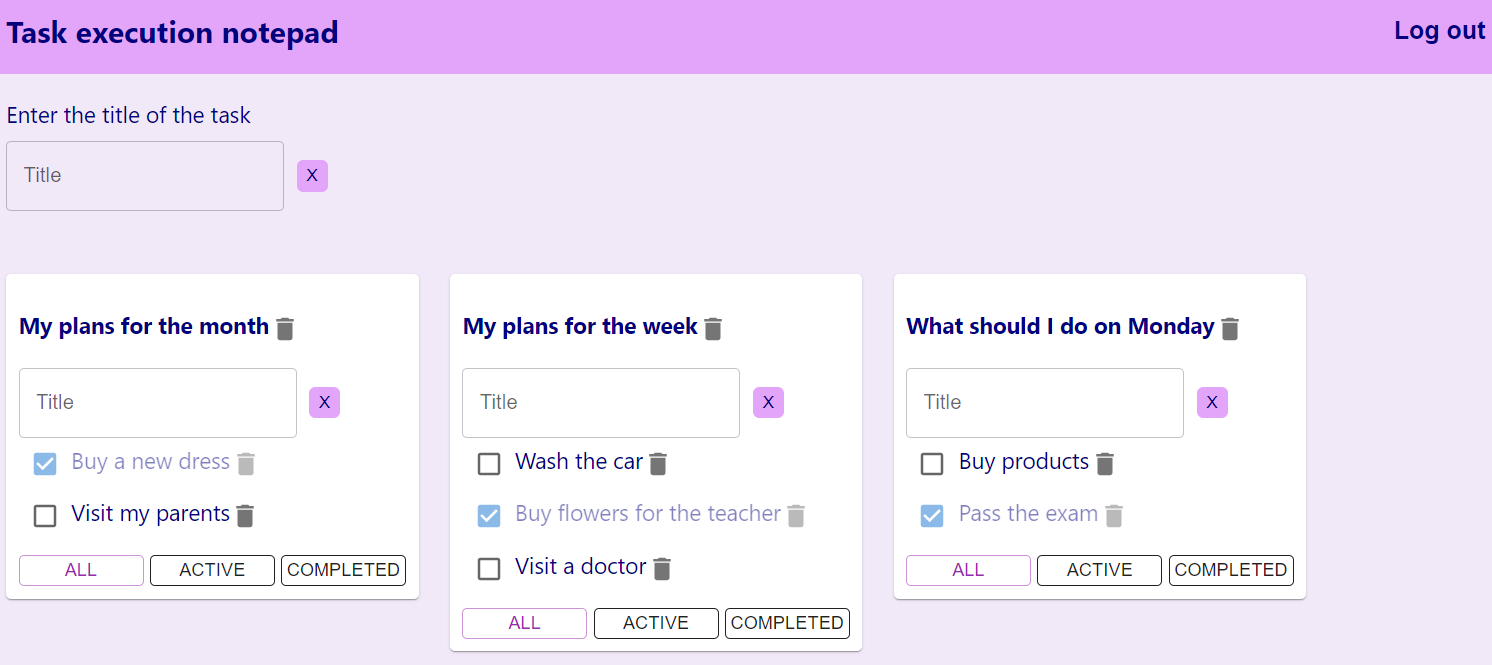 Task execution notepad
Log out
Enter the title of the task
Title
X
My plans for the month
Title
X
Buy a new dress
Visit my parents
ALL ACTIVE COMPLETED
My plans for the week
Title
X
Wash the car
Buy flowers for the teacher
Visit a doctor
ALL ACTIVE COMPLETED
What should I do on Monday
Title
X
Buy products
Pass the exam
ALL ACTIVE COMPLETED